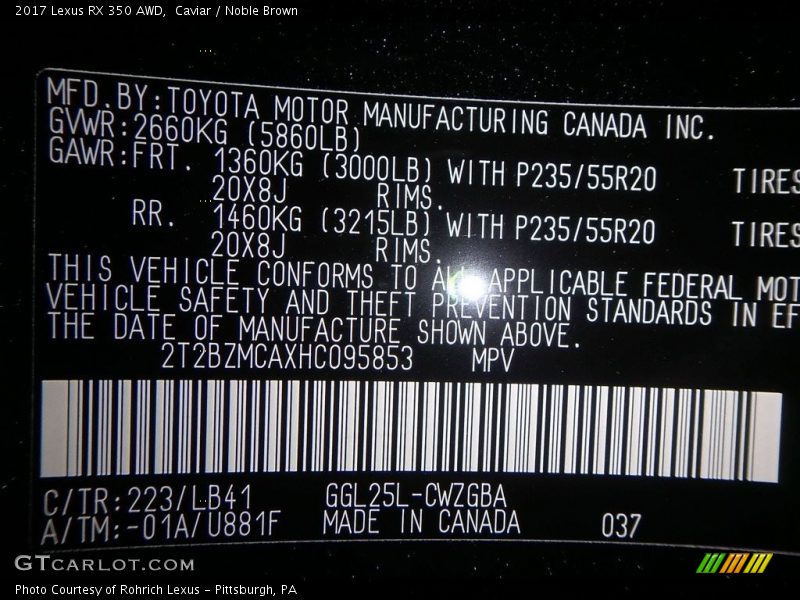 2017 Lexus RX 350 AWD, Caviar / Noble Brown
MFD.BY:TOYOTA MOTOR MANUFACTURING CANADA INC.
GVWR:2660KG (5860LB)
GAWR:FRT. 1360KG (3000LB) WITH P235/55R20 TIRES
20X8J RIMS.
RR. 1460KG (3215LB) WITH P235/55R20 TIRES
20X8J RIMS.
THIS VEHICLE CONFORMS TO ALL APPLICABLE FEDERAL MOT
VEHICLE SAFETY AND THEFT PREVENTION STANDARDS IN EF
THE DATE OF MANUFACTURE SHOWN ABOVE.
2T2BZMCAXHC095853 MPV
C/TR:223/LB41 GGL25L-CWZGBA
A/TM:-01A/U881F MADE IN CANADA 037
GTCARLOT.COM
Photo Courtesy of Rohrich Lexus - Pittsburgh, PA